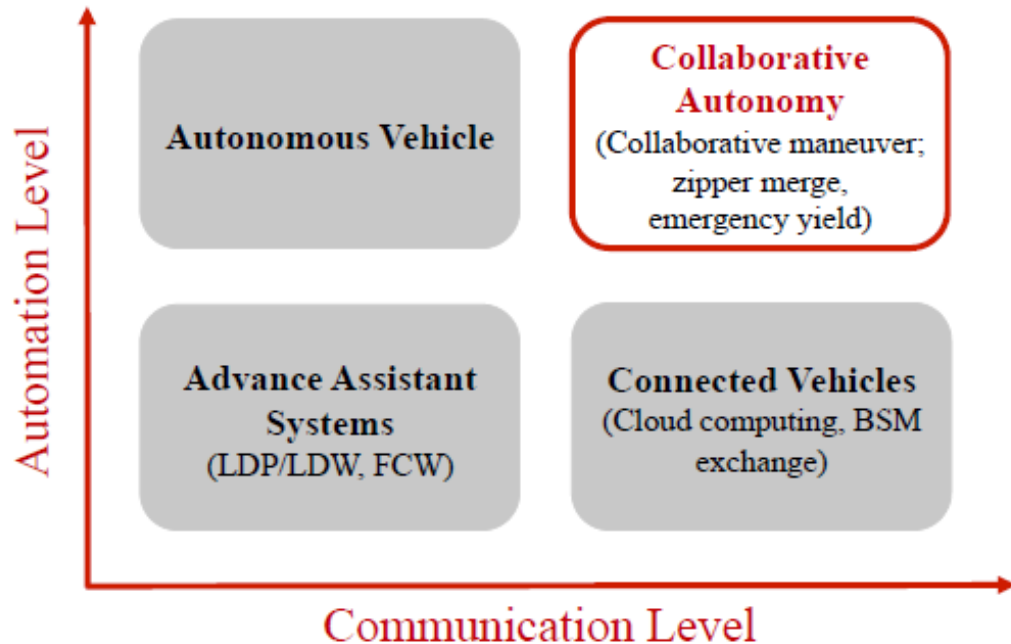 Automation Level
Autonomous Vehicle
Collaborative
Autonomy
(Collaborative maneuver;
zipper merge,
emergency yield)
Advance Assistant
Systems
(LDP/LDW, FCW)
Connected Vehicles
(Cloud computing, BSM
exchange)
Communication Level